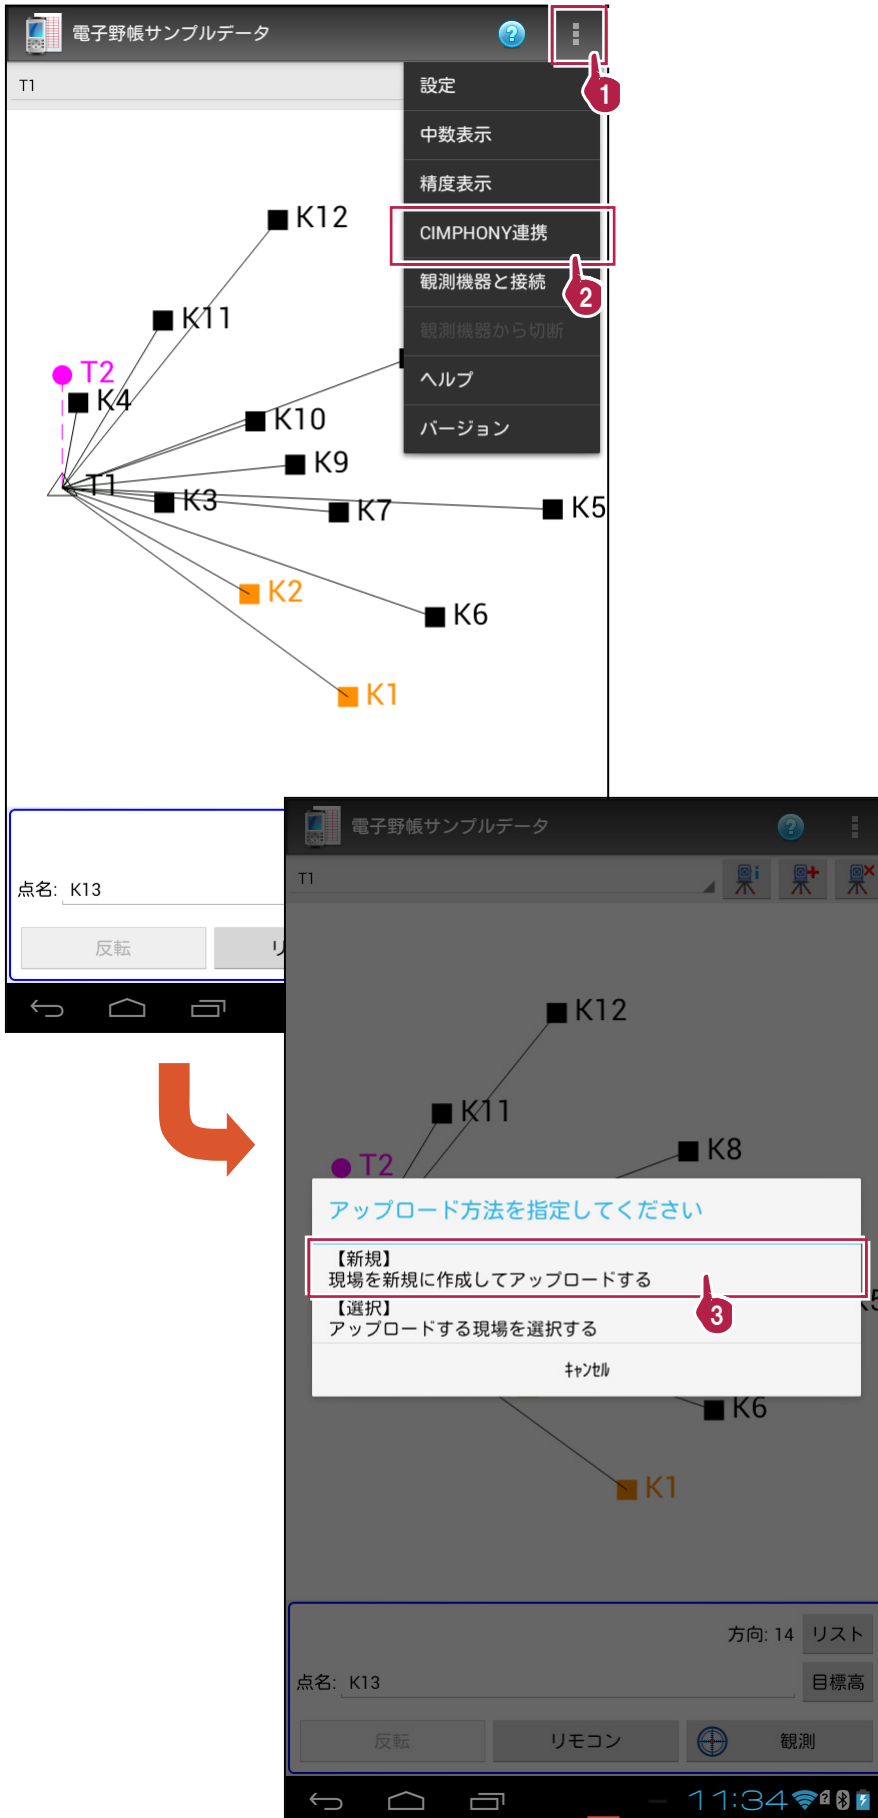 電子野帳サンプルデータ
T1
1
設定
中数表示
精度表示
CIMPHONY連携
2
観測機器と接続
観測機器から切断
ヘルプ
バージョン
K12
K11
T2
K4
K10
K9
T1
K3
K7
K5
K2
K6
K1
点名: K13
反転
リ
電子野帳サンプルデータ
T1
K12
K11
K8
T2
アップロード方法を指定してください
【新規】
現場を新規に作成してアップロードする
3
【選択】
アップロードする現場を選択する
キャンセル
K5
K6
K1
方向: 14 リスト
点名: K13
目標高
反転
リモコン
観測
11:34